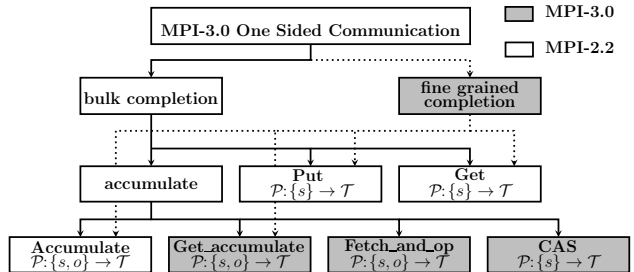 MPI-3.0 One Sided Communication
MPI-3.0
MPI-2.2
bulk completion
fine grained
completion
accumulate
Put
P:{s} → T
Get
P:{s} → T
Accumulate
P:{s, o} → T
Get_accumulate
P:{s, o} → T
Fetch_and_op
P:{s, o} → T
CAS
P:{s} → T